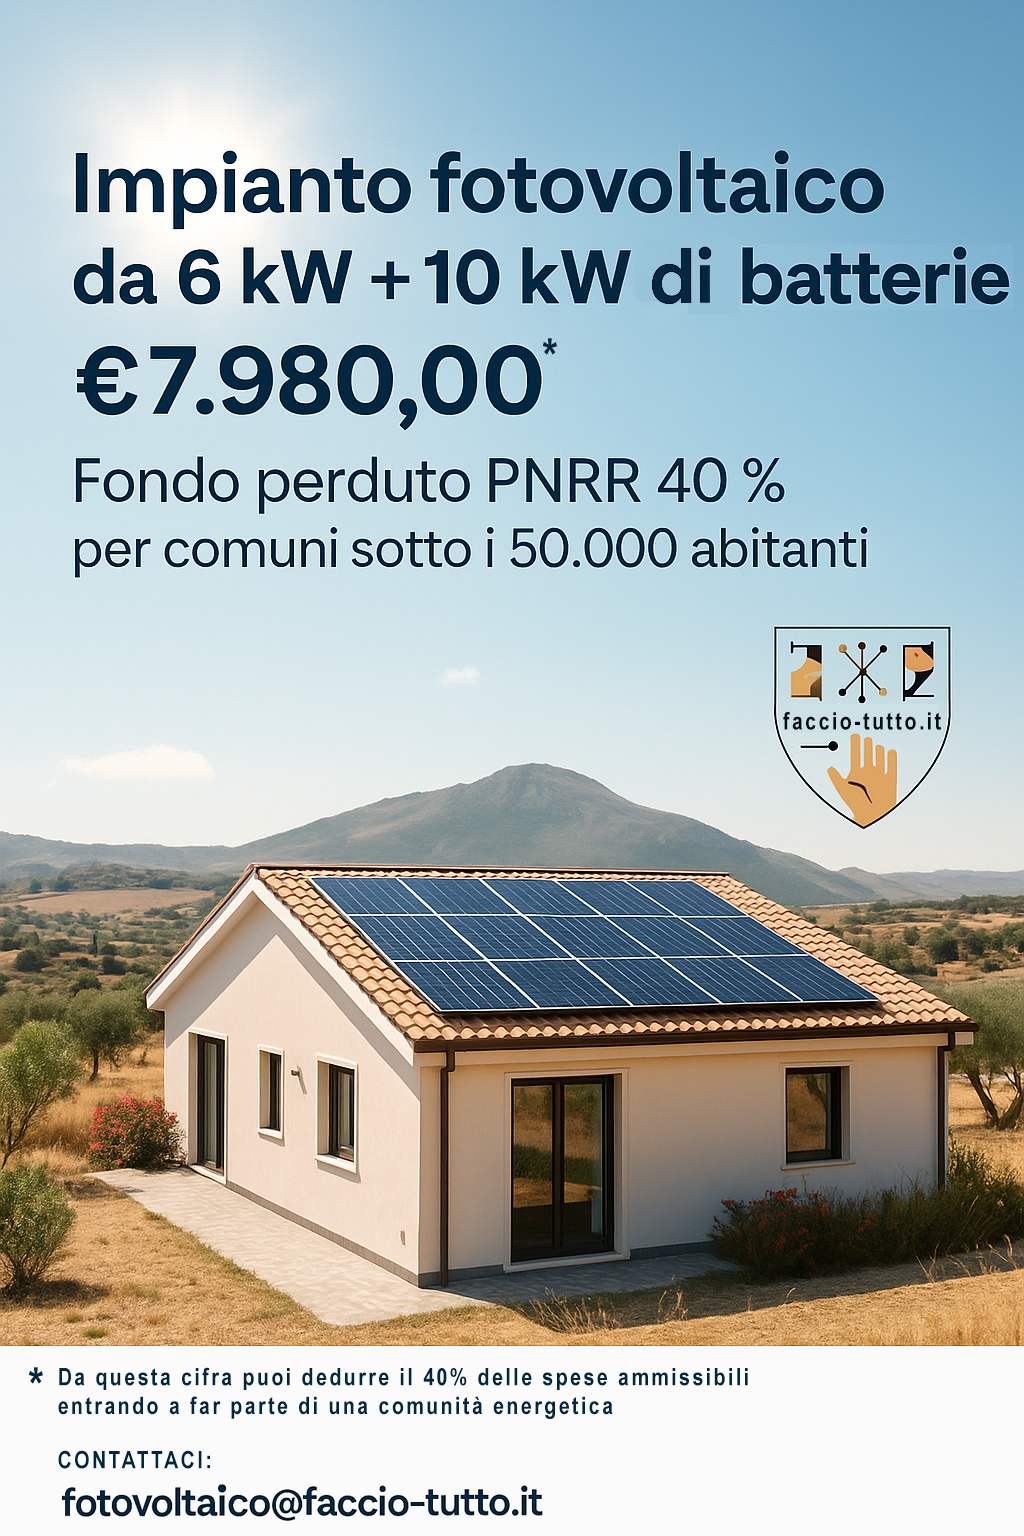 Impianto fotovoltaico
da 6 kW + 10 kW di batterie
€7.980,00*
Fondo perduto PNRR 40 %
per comuni sotto i 50.000 abitanti
faccio-tutto.it
* Da questa cifra puoi dedurre il 40% delle spese ammissibili
entrando a far parte di una comunità energetica
CONTATTACI:
fotovoltaico@faccio-tutto.it